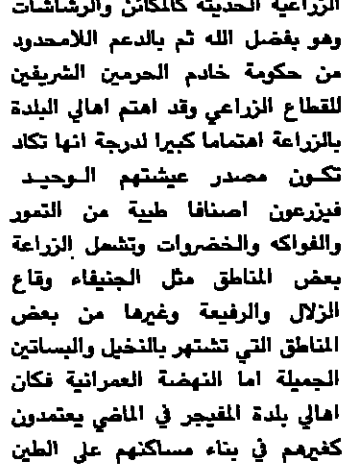 الزراعية الحديثة كالمكائن والرشاشات
وهو بفضل الله ثم بالدعم اللامحدود
من حكومة خادم الحرمين الشريفين
للقطاع الزراعي وقد اهتم اهالي البلدة
بالزراعة اهتماما كبيرا لدرجة انها تكاد
تكون مصدر عيشتهم الوحيد
فيزرعون اصنافا طيبة من التمور
والفواكه والخضروات وتشمل الزراعة
بعض المناطق مثل الجنيفاء وقاع
الزلال والرفيعة وغيرها من بعض
المناطق التي تشتهر بالنخيل والبساتين
الجميلة اما النهضة العمرانية فكان
اهالي بلدة المفيجر في الماضي يعتمدون
كغيرهم في بناء مساكنهم على الطين